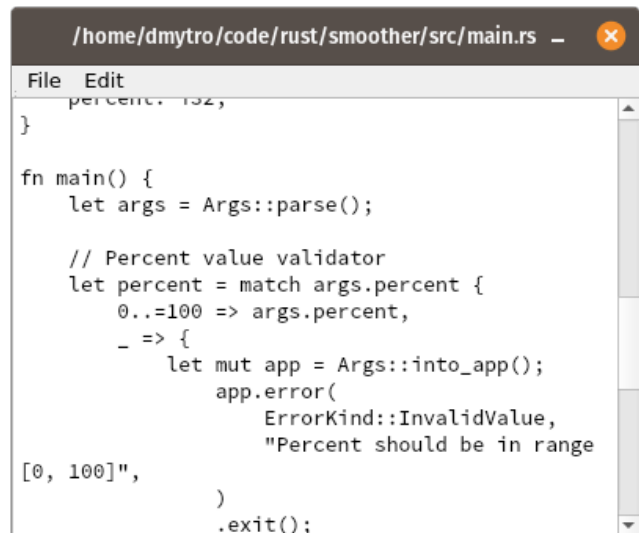 /home/dmytro/code/rust/smoother/src/main.rs
File Edit
percent: i32,
}
fn main() {
    let args = Args::parse();
    // Percent value validator
    let percent = match args.percent {
        0..=100 => args.percent,
        _ => {
            let mut app = Args::into_app();
                app.error(
                    ErrorKind::InvalidValue,
                    "Percent should be in range
[0, 100]",
                )
                .exit();